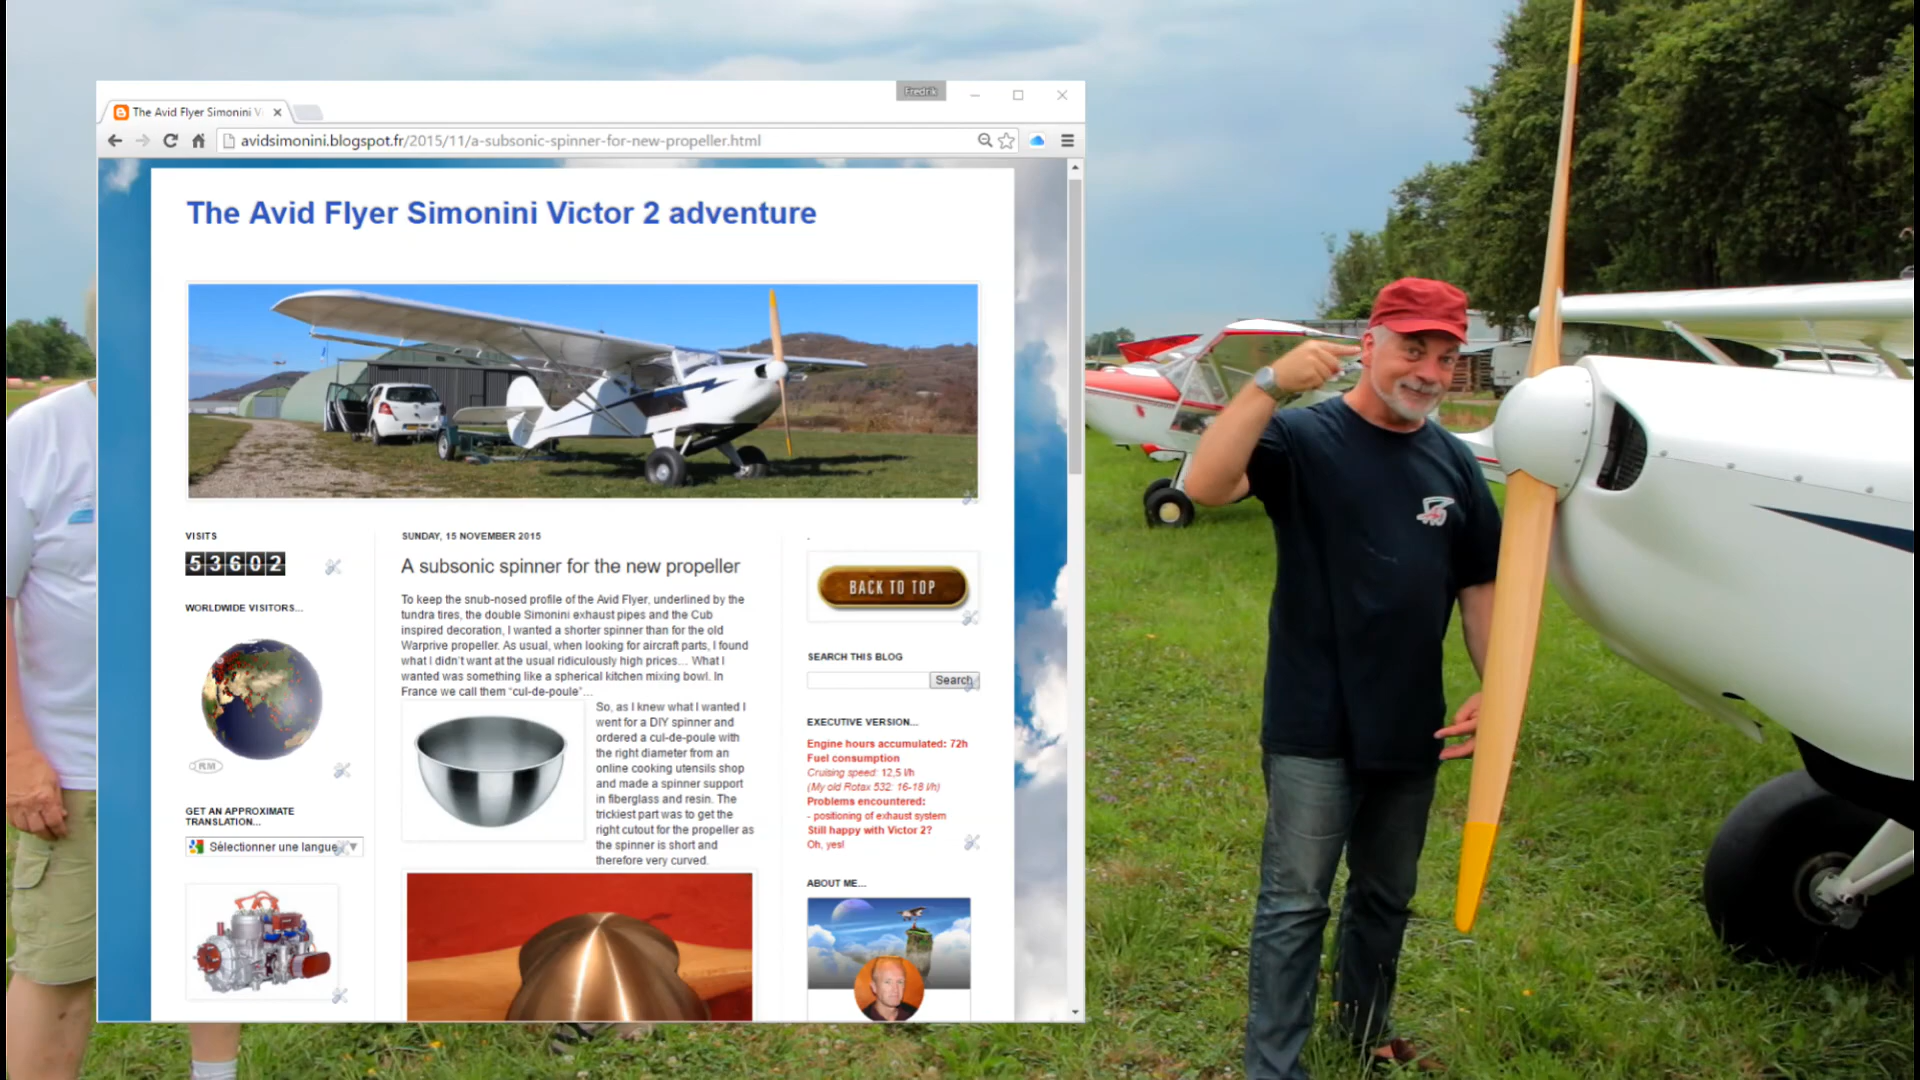 Fredrik
The Avid Flyer Simonini Vi
avidsimonini.blogspot.fr/2015/11/a-subsonic-spinner-for-new-propeller.html
The Avid Flyer Simonini Victor 2 adventure
VISITS
53602
WORLDWIDE VISITORS...
GET AN APPROXIMATE
TRANSLATION...
Sélectionner une langue
SUNDAY, 15 NOVEMBER 2015
A subsonic spinner for the new propeller
To keep the snub-nosed profile of the Avid Flyer, underlined by the
tundra tires, the double Simonini exhaust pipes and the Cub
inspired decoration, I wanted a shorter spinner than for the old
Warprive propeller. As usual, when looking for aircraft parts, I found
what I didn't want at the usual ridiculously high prices... What I
wanted was something like a spherical kitchen mixing bowl. In
France we call them "cul-de-poule"...
So, as I knew what I wanted I
went for a DIY spinner and
ordered a cul-de-poule with
the right diameter from an
online cooking utensils shop
and made a spinner support
in fiberglass and resin. The
trickiest part was to get the
right cutout for the propeller as
the spinner is short and
therefore very curved.
.
BACK TO TOP
SEARCH THIS BLOG
Search
EXECUTIVE VERSION...
Engine hours accumulated: 72h
Fuel consumption
Cruising speed: 12,5 l/h
(My old Rotax 532: 16-18 l/h)
Problems encountered:
- positioning of exhaust system
Still happy with Victor 2?
Oh, yes!
ABOUT ME...